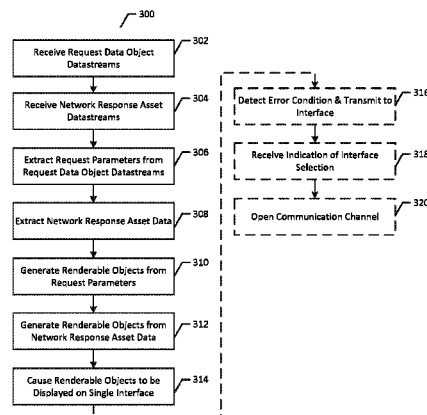 300
Receive Request Data Object
Datastreams
302
Receive Network Response Asset
Datastreams
304
Extract Request Parameters from
Request Data Object Datastreams
306
Extract Network Response Asset Data
308
Generate Renderable Objects from
Request Parameters
310
Generate Renderable Objects from
Network Response Asset Data
312
Cause Renderable Objects to be
Displayed on Single Interface
314
Detect Error Condition & Transmit to
Interface
316
Receive Indication of Interface
Selection
318
Open Communication Channel
320